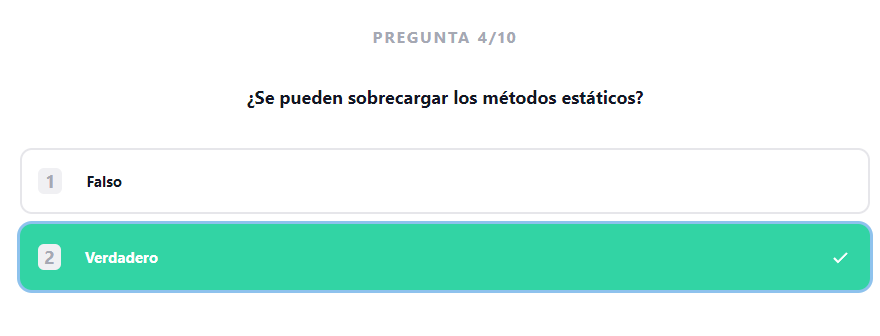 PREGUNTA 4/10
¿Se pueden sobrecargar los métodos estáticos?
1 Falso
2 Verdadero